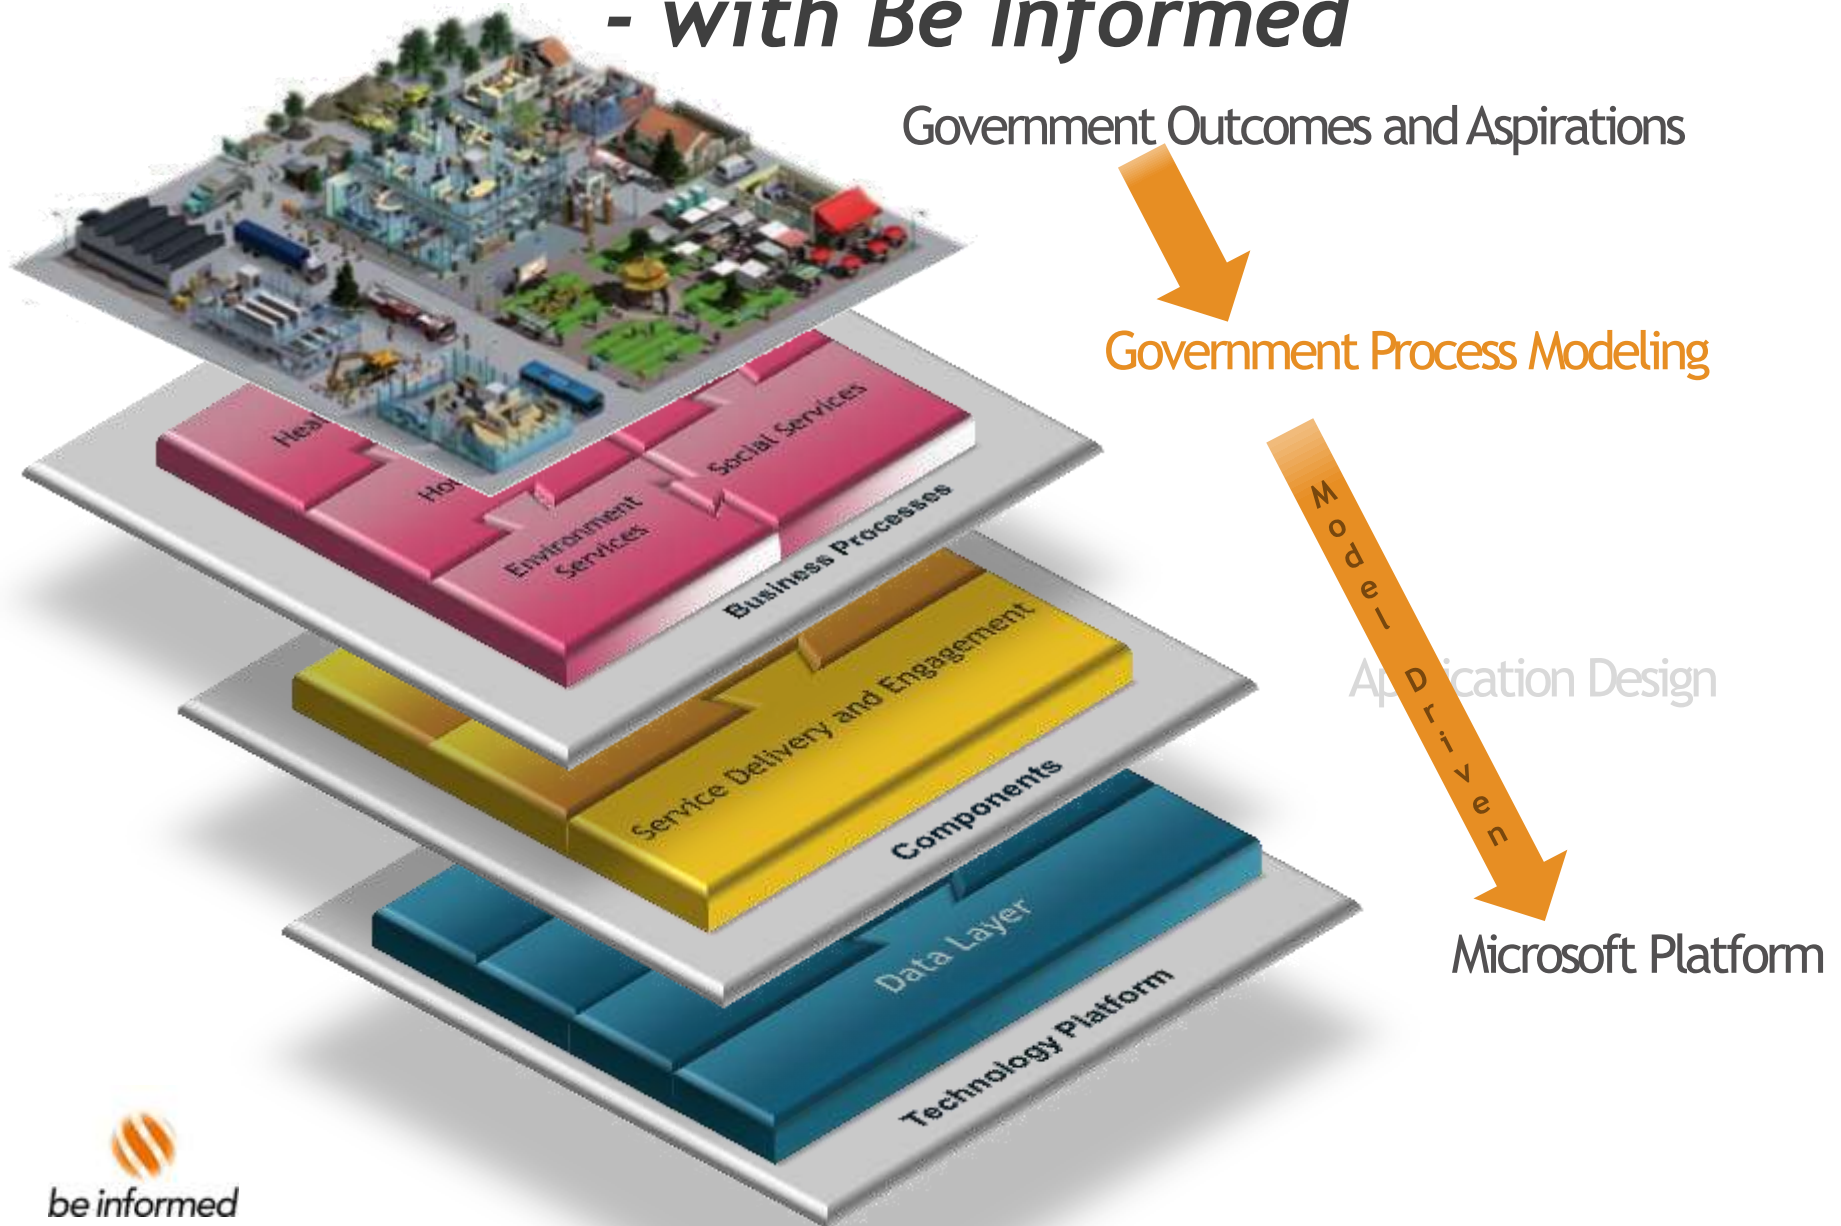 - with Be Informed
Government Outcomes and Aspirations
Government Process Modeling
Social Services
Environment
Services
Business Processes
Model Driven
Design
Service Delivery and Engagement
Components
Data Layer
Microsoft Platform
Technology Platform
be informed